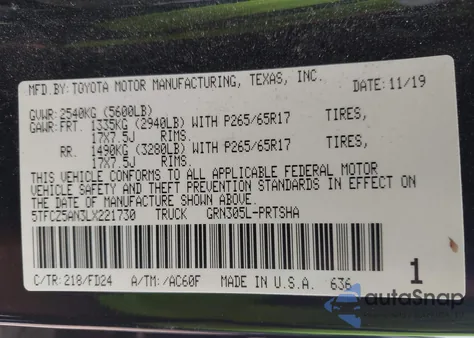 MFD BY: TOYOTA MOTOR MANUFACTURING, TEXAS, INC. DATE: 11/19
GVWR: 2540KG (5600LB)
GAWR: FRT. 1335KG (2940LB) WITH P265/65R17 TIRES,
17X7.5J RIMS.
RR. 1490KG (3280LB) WITH P265/65R17 TIRES,
17X7.5J RIMS.
THIS VEHICLE CONFORMS TO ALL APPLICABLE FEDERAL MOTOR
VEHICLE SAFETY AND THEFT PREVENTION STANDARDS IN EFFECT ON
THE DATE OF MANUFACTURE SHOWN ABOVE.
5TFCZ5AN3LX221730 TRUCK GRN305L-PRTSHA
C/TR: 218/FD24 A/TM: /AC60F MADE IN U.S.A. 636 1
autoSnap